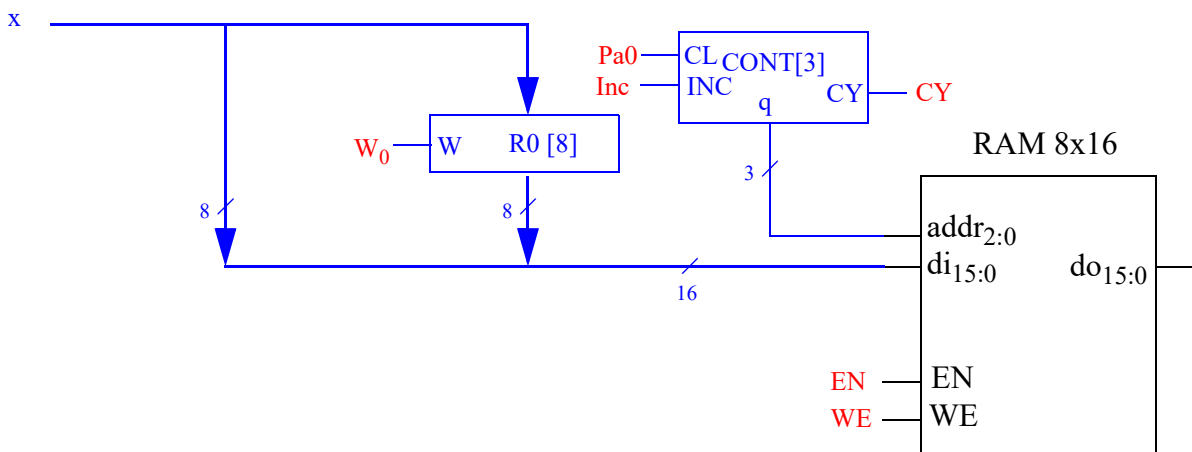 x
Pa0 CL CONT[3]
Inc INC CY CY
q
W0 W R0 [8]
RAM 8x16
3
8 8
addr2:0
di15:0 do15:0
16
EN EN
WE WE